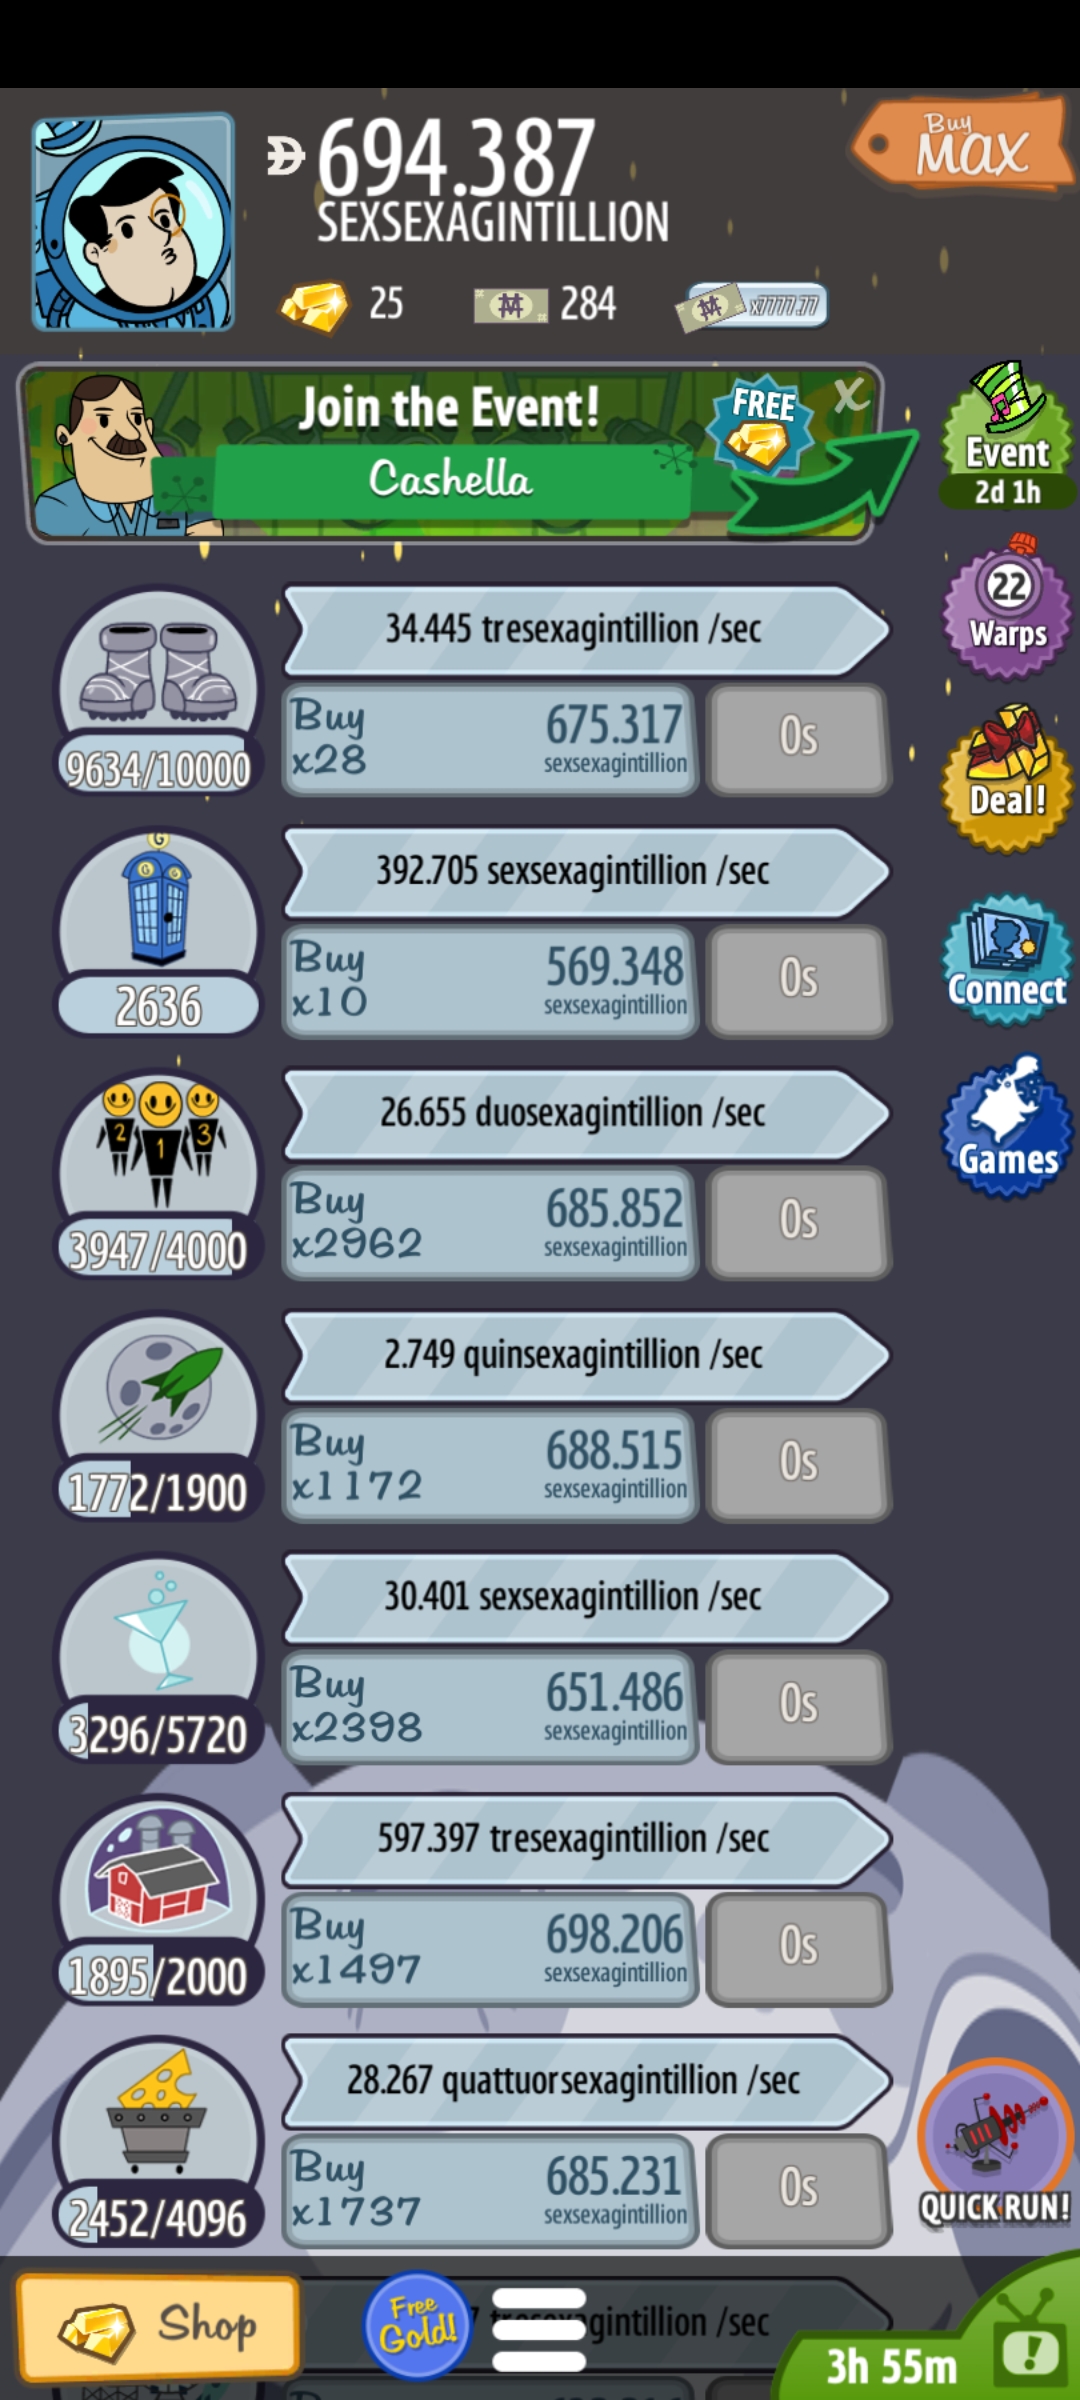 694.387
SEXSEXAGINTILLION
Buy
MAX
25
284
x7777.77
Join the Event!
Cashella
FREE
X
Event
2d 1h
22
Warps
Deal!
Connect
Games
34.445 tresexagintillion /sec
Buy
x28
675.317
sexsexagintillion
0s
9634/10000
G
G G
392.705 sexsexagintillion /sec
Buy
x10
569.348
sexsexagintillion
0s
2636
2 1 3
26.655 duosexagintillion /sec
Buy
x2962
685.852
sexsexagintillion
0s
3947/4000
2.749 quinsexagintillion /sec
Buy
x1172
688.515
sexsexagintillion
0s
1772/1900
30.401 sexsexagintillion /sec
Buy
x2398
651.486
sexsexagintillion
0s
3296/5720
597.397 tresexagintillion /sec
Buy
x1497
698.206
sexsexagintillion
0s
1895/2000
28.267 quattuorsexagintillion /sec
Buy
x1737
685.231
sexsexagintillion
0s
2452/4096
QUICK RUN!
Shop
Free
Gold!
/sec
3h 55m